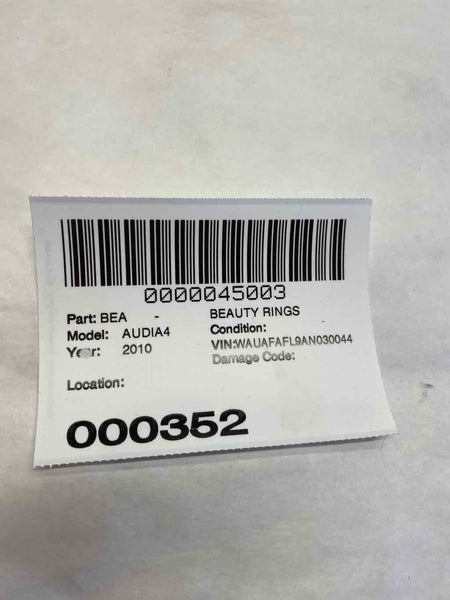 0000045003
Part: BEA - BEAUTY RINGS
Model: AUDIA4 Condition:
Year: 2010 VIN:WAUAFAFL9AN030044
Damage Code:
Location:
000352